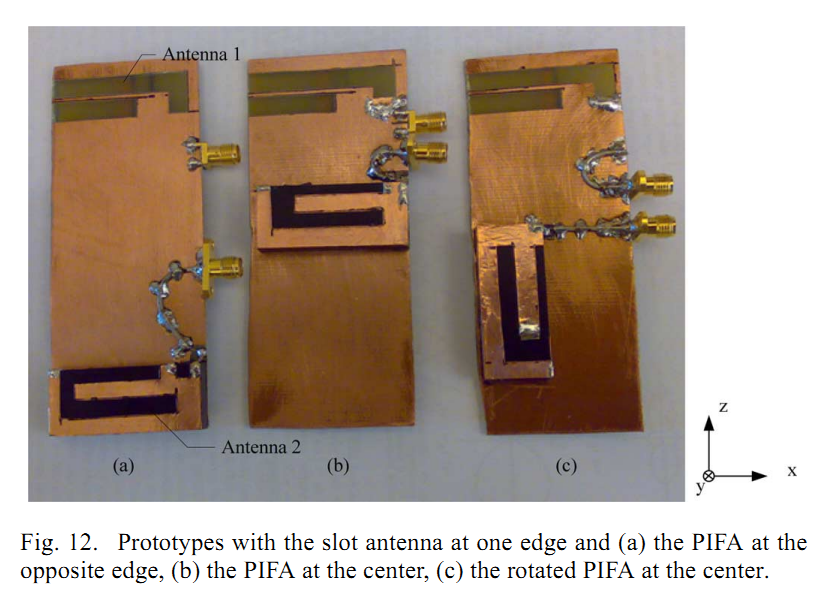 Antenna 1
Antenna 2
(a)
(b)
(c)
z
x
y
Fig. 12. Prototypes with the slot antenna at one edge and (a) the PIFA at the
opposite edge, (b) the PIFA at the center, (c) the rotated PIFA at the center.